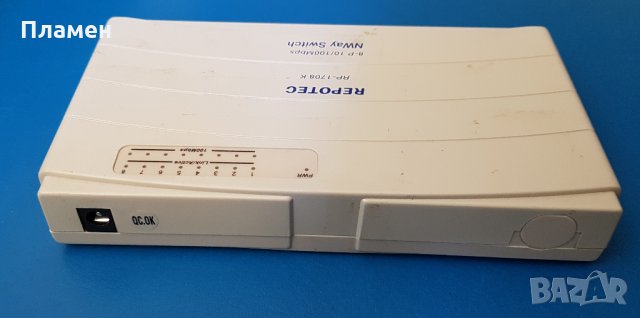 Пламен
REPOTEC
RP-1708 K
8-P 10/100Mbps
NWay Switch
PWR
1 2 3 4 5 6 7 8
Link/Active
100Mbps
QC.OK
BAZAR